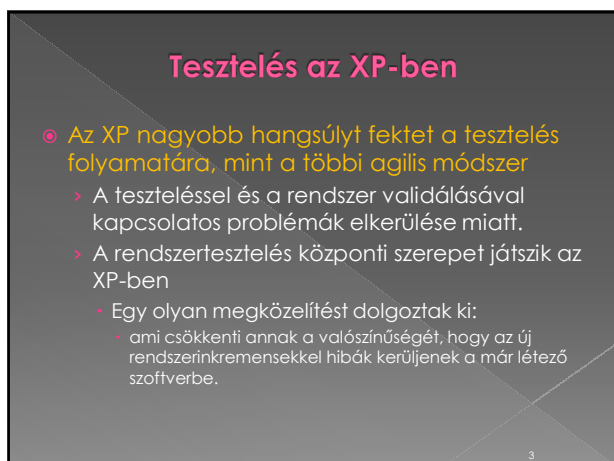 Tesztelés az XP-ben
Az XP nagyobb hangsúlyt fektet a tesztelés
folyamatára, mint a többi agilis módszer
A teszteléssel és a rendszer validálásával
kapcsolatos problémák elkerülése miatt.
A rendszertesztelés központi szerepet játszik az
XP-ben
Egy olyan megközelítést dolgoztak ki:
ami csökkenti annak a valószínűségét, hogy az új
rendszerinkremensekkel hibák kerüljenek a már létező
szoftverbe.
3